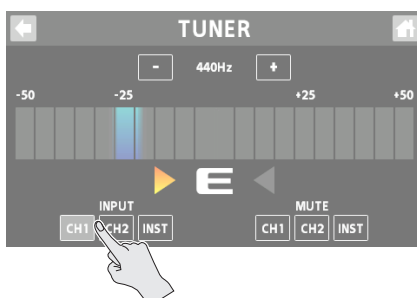 TUNER
- 440Hz +
-50 -25 +25 +50
E
INPUT MUTE
CH1 CH2 INST CH1 CH2 INST